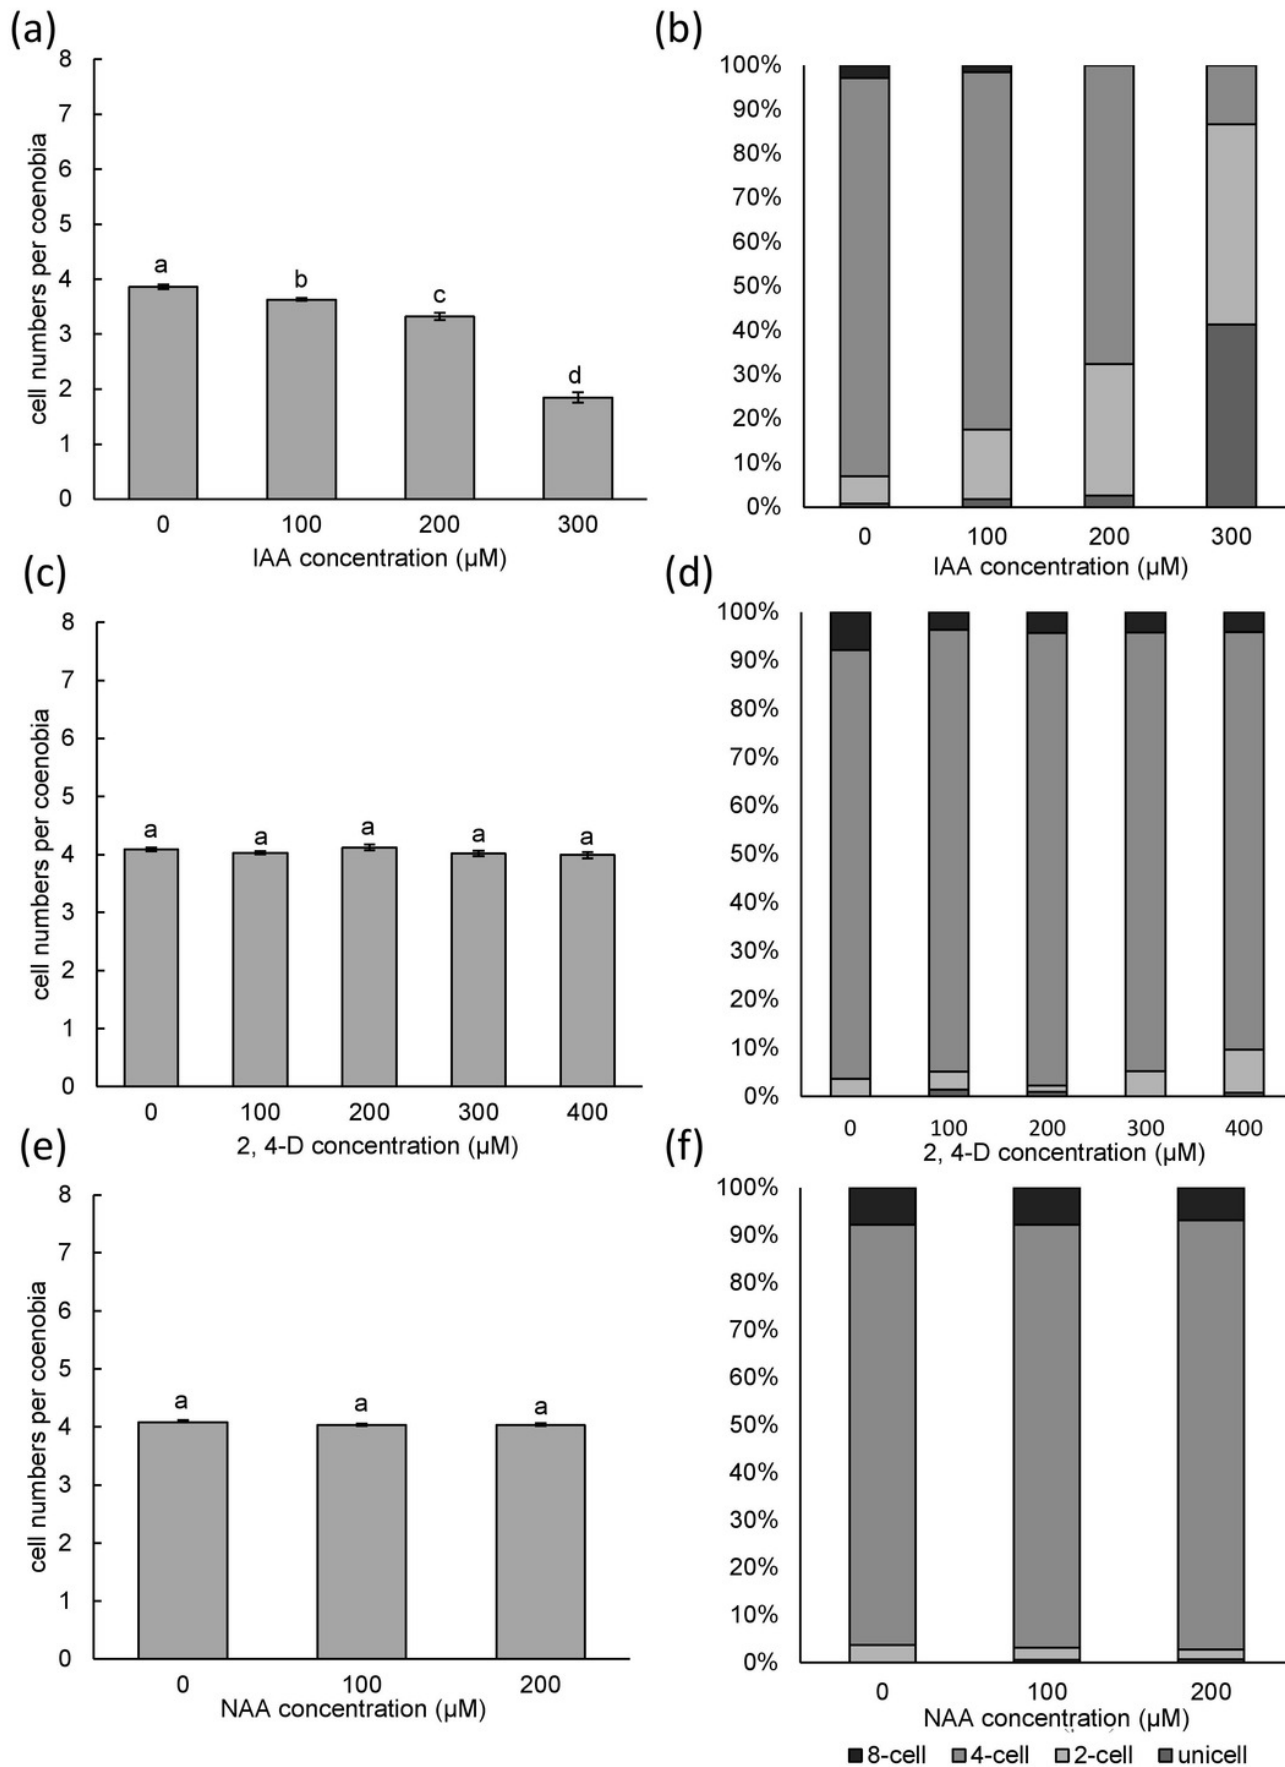 (a)
8
7
6
5
4
3
2
1
0
cell numbers per coenobia
a
b
c
d
0 100 200 300
IAA concentration (µM)
(b)
100%
90%
80%
70%
60%
50%
40%
30%
20%
10%
0%
0 100 200 300
IAA concentration (µM)
(c)
8
7
6
5
4
3
2
1
0
cell numbers per coenobia
a a a a a
0 100 200 300 400
2, 4-D concentration (µM)
(d)
100%
90%
80%
70%
60%
50%
40%
30%
20%
10%
0%
0 100 200 300 400
2, 4-D concentration (µM)
(e)
8
7
6
5
4
3
2
1
0
cell numbers per coenobia
a a a
0 100 200
NAA concentration (µM)
(f)
100%
90%
80%
70%
60%
50%
40%
30%
20%
10%
0%
0 100 200
NAA concentration (µM)
8-cell 4-cell 2-cell unicell